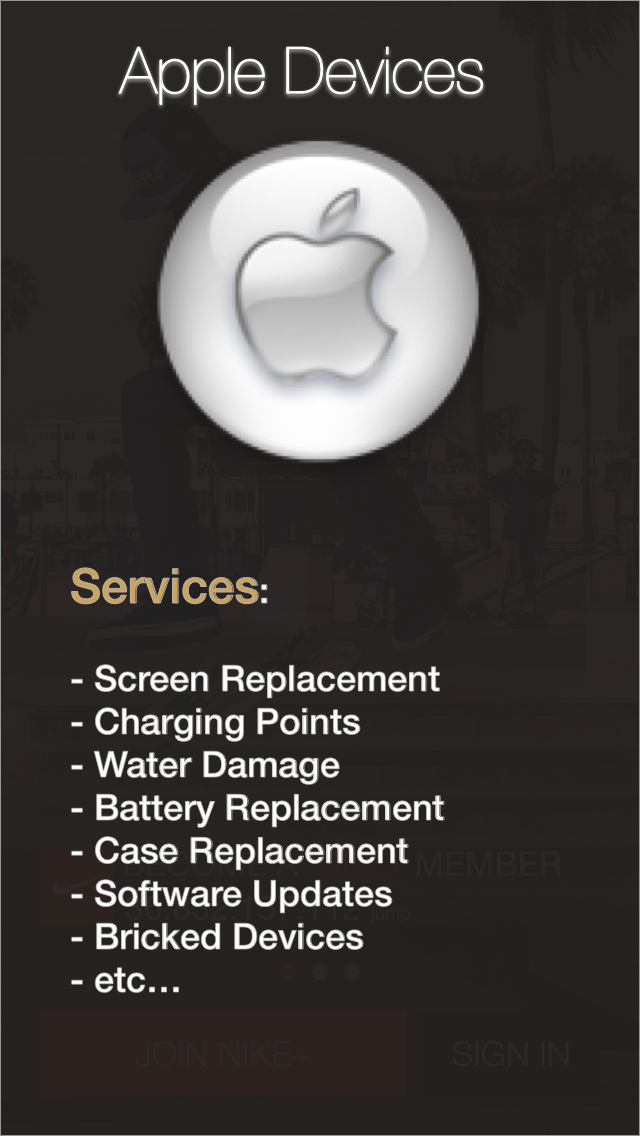 Apple Devices
Services:
- Screen Replacement
- Charging Points
- Water Damage
- Battery Replacement
- Case Replacement
MEMBER
- Software Updates
jump
- Bricked Devices
- etc...
JOIN NIKE+
SIGN IN